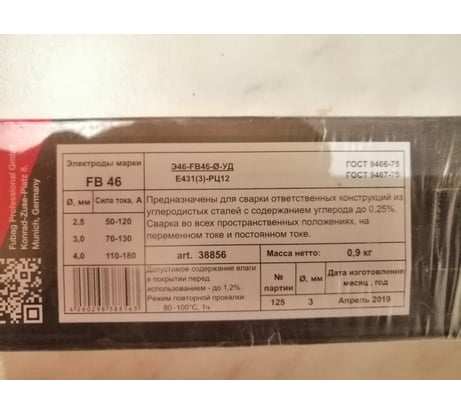 Fubag Professional GmbH
Konrad-Zuse-Platz 8,
Munich, Germany
Электроды марки
FB 46
Э46-FB46-Ø-УД
Е431(3)-РЦ12
ГОСТ 9466-75
ГОСТ 9467-75
Ø, мм Сила тока, А
2,5 50-120
3,0 70-130
4,0 110-180
Предназначены для сварки ответственных конструкций из
углеродистых сталей с содержанием углерода до 0,25%.
Сварка во всех пространственных положениях, на
переменном токе и постоянном токе.
art. 38856
Масса нетто: 0,9 кг
Допустимое содержание влаги
в покрытии перед
использованием - до 1,2%.
Режим повторной прокалки:
60-100°С, 1ч.
№ партии
Ø, мм
Дата изготовления
месяц , год
125 3 Апрель 2019